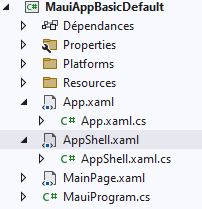 MauiAppBasicDefault
Dépendances
Properties
Platforms
Resources
App.xaml
C# App.xaml.cs
AppShell.xaml
C# AppShell.xaml.cs
MainPage.xaml
C# MauiProgram.cs